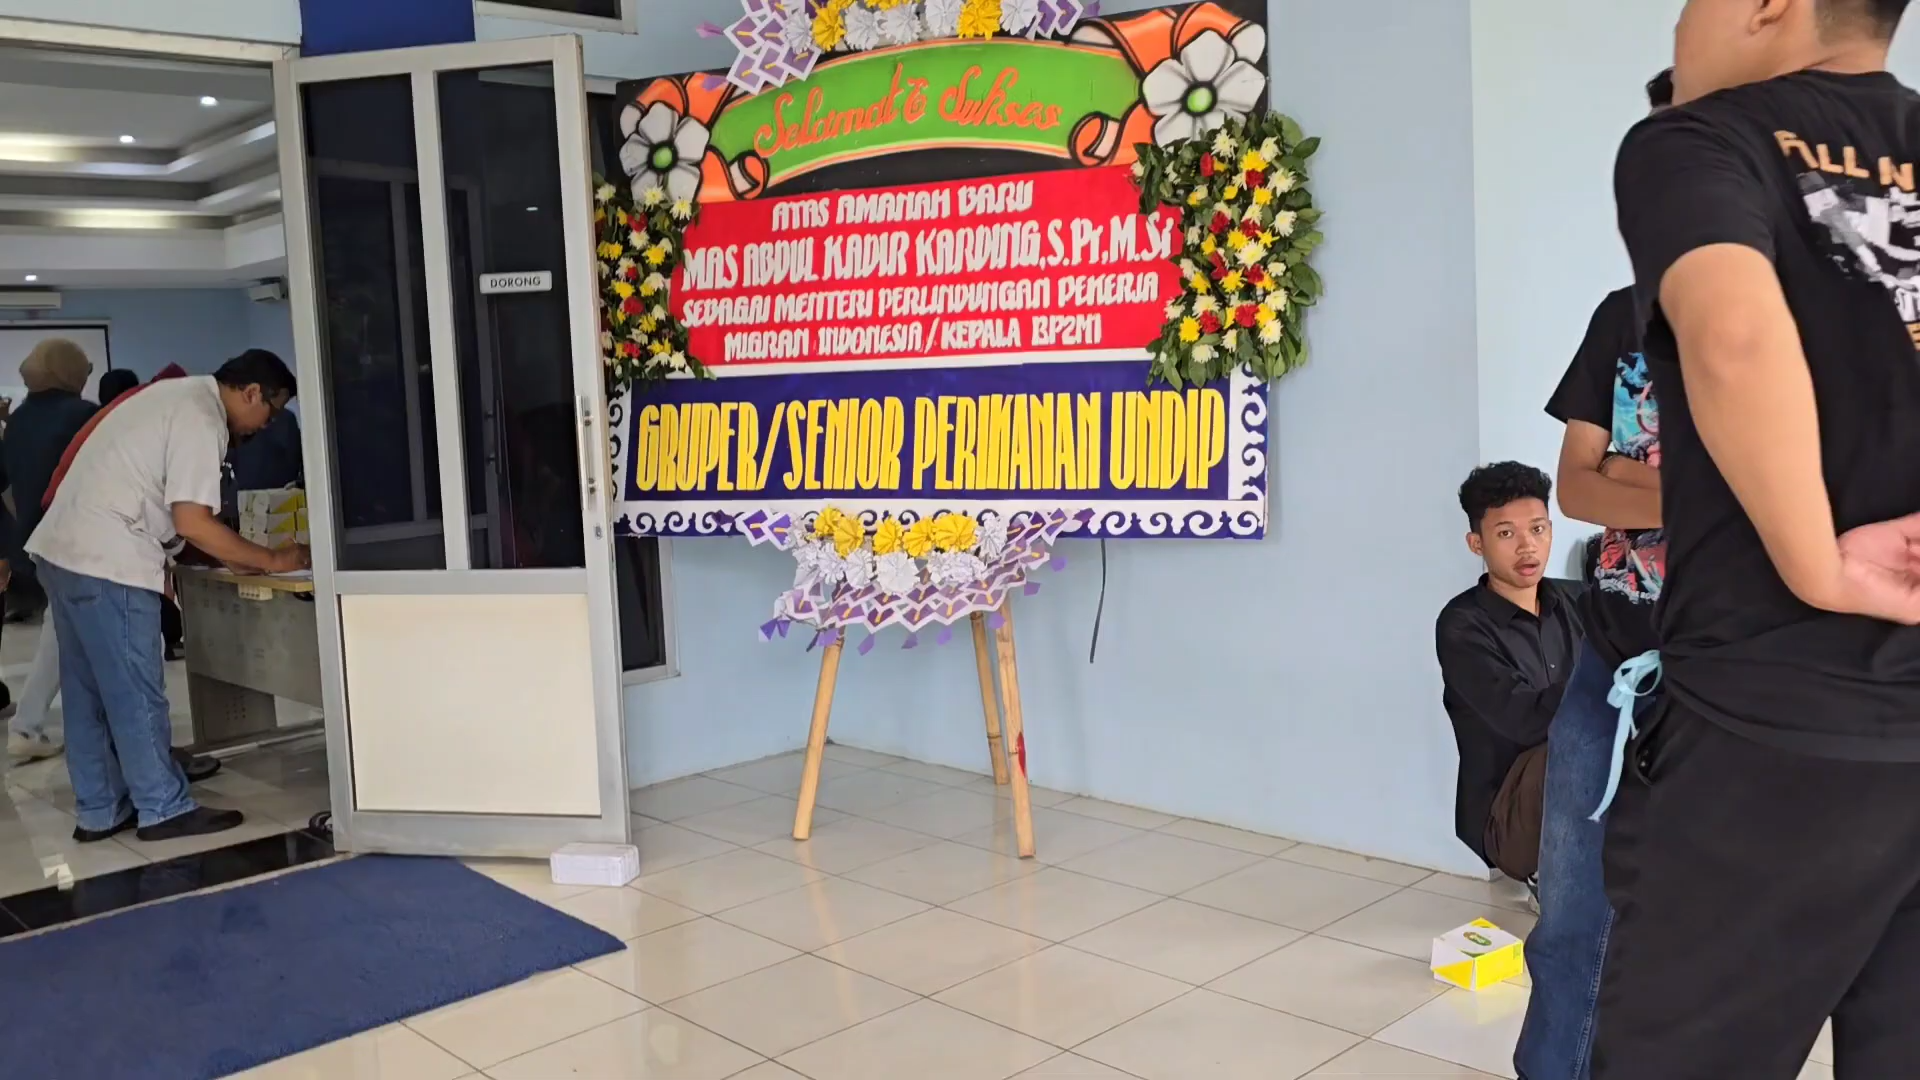 Selamat & Sukses
ATAS AMANAH BARU
MAS ABDUL KADIR KARDING, S.Pi, M.Si
SEBAGAI MENTERI PERLINDUNGAN PEKERJA
MIGRAN INDONESIA / KEPALA BP2MI
GRUPER/SENIOR PERIKANAN UNDIP
DORONG